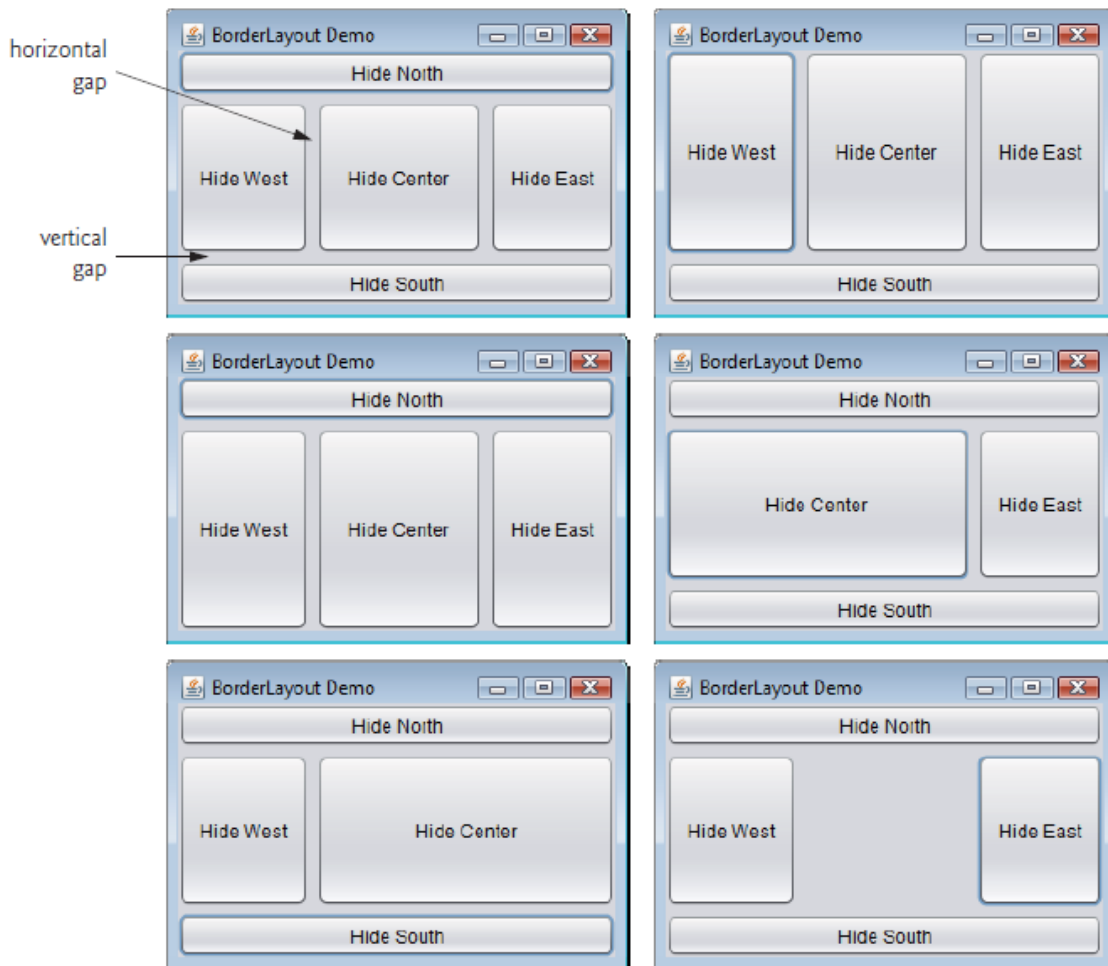 horizontal
gap
vertical
gap
BorderLayout Demo
Hide North
Hide West
Hide Center
Hide East
Hide South
BorderLayout Demo
Hide West
Hide Center
Hide East
Hide South
BorderLayout Demo
Hide North
Hide West
Hide Center
Hide East
BorderLayout Demo
Hide North
Hide Center
Hide East
Hide South
BorderLayout Demo
Hide North
Hide West
Hide Center
Hide South
BorderLayout Demo
Hide North
Hide West
Hide East
Hide South